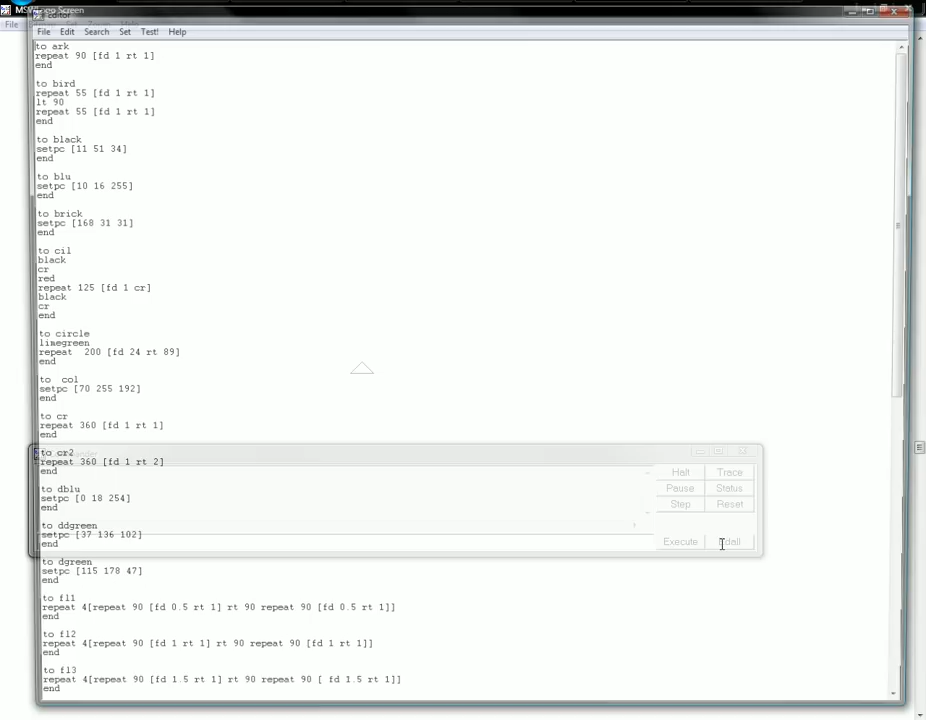 MSWLogo Screen
Editor
File
File Edit Search Set Test! Help
to ark
repeat 90 [fd 1 rt 1]
end
to bird
repeat 55 [fd 1 rt 1]
lt 90
repeat 55 [fd 1 rt 1]
end
to black
setpc [11 51 34]
end
to blu
setpc [10 16 255]
end
to brick
setpc [168 31 31]
end
to cil
black
cr
red
repeat 125 [fd 1 cr]
black
cr
end
to circle
limegreen
repeat  200 [fd 24 rt 89]
end
to  col
setpc [70 255 192]
end
to cr
repeat 360 [fd 1 rt 1]
end
to cr2
repeat 360 [fd 1 rt 2]
end
Halt Trace
Pause Status
Step Reset
Execute Edall
to dblu
setpc [0 18 254]
end
to ddgreen
setpc [37 136 102]
end
to dgreen
setpc [115 178 47]
end
to fl1
repeat 4[repeat 90 [fd 0.5 rt 1] rt 90 repeat 90 [fd 0.5 rt 1]]
end
to fl2
repeat 4[repeat 90 [fd 1 rt 1] rt 90 repeat 90 [fd 1 rt 1]]
end
to fl3
repeat 4[repeat 90 [fd 1.5 rt 1] rt 90 repeat 90 [ fd 1.5 rt 1]]
end